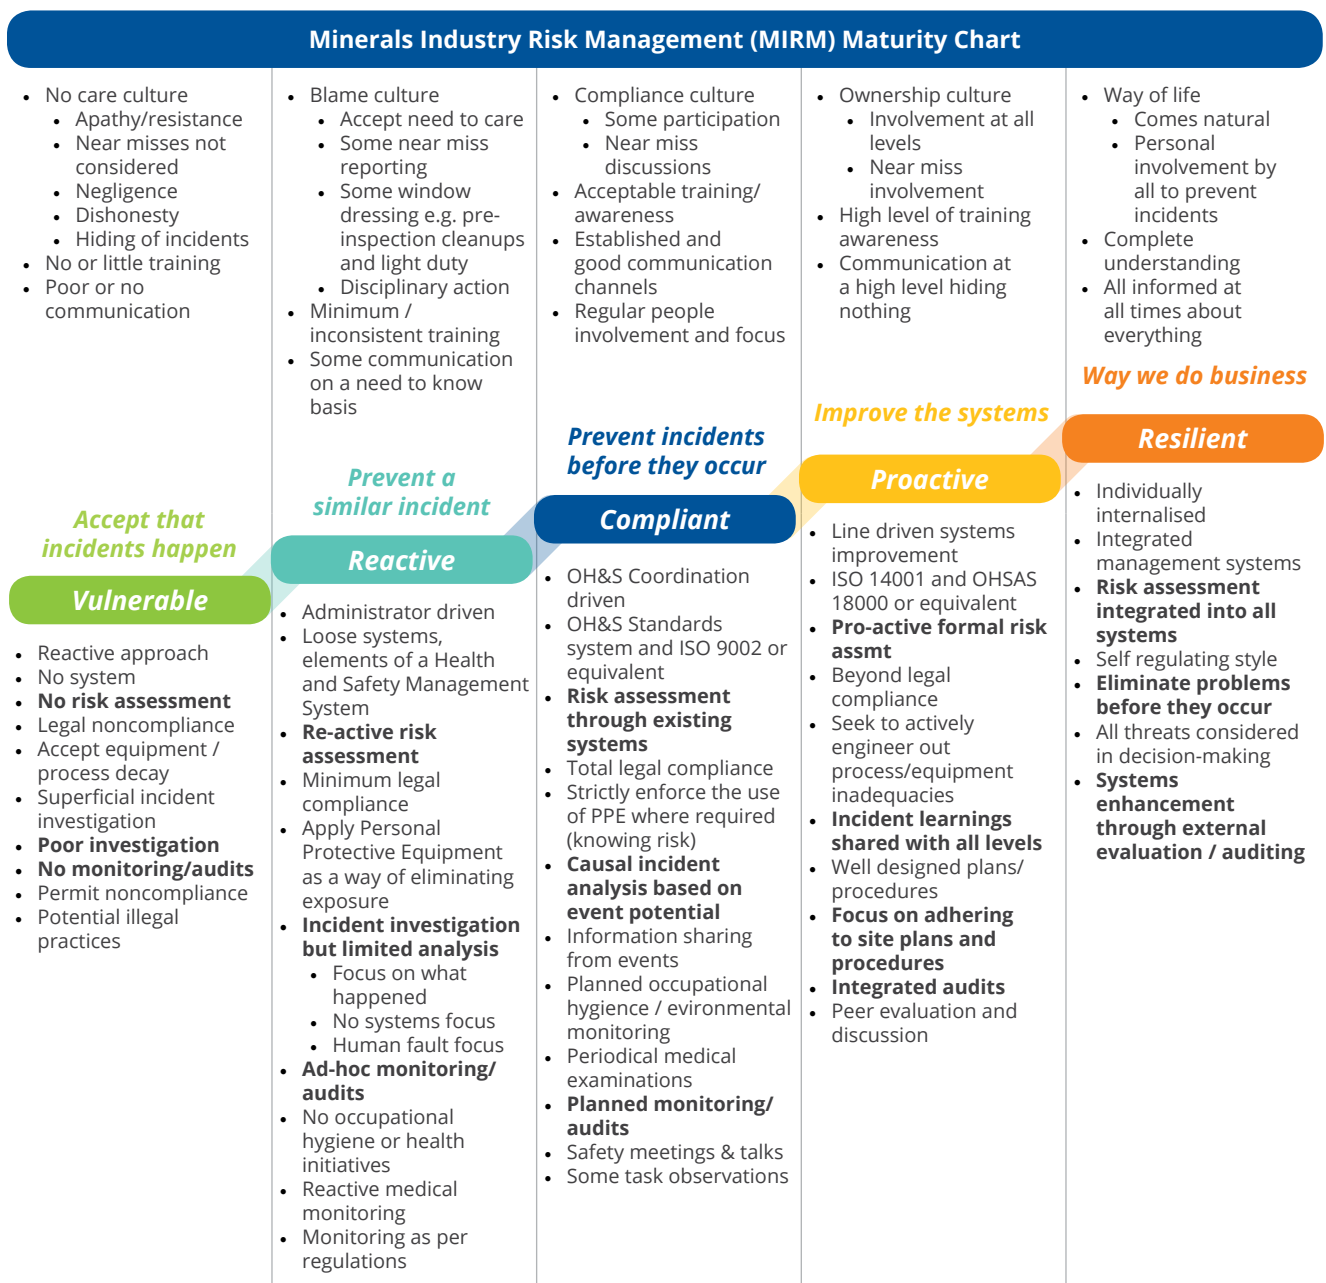 Minerals Industry Risk Management (MIRM) Maturity Chart
• No care culture
• Apathy/resistance
• Near misses not
considered
• Negligence
• Dishonesty
• Hiding of incidents
• No or little training
• Poor or no
communication
Accept that
incidents happen
Vulnerable
• Reactive approach
• No system
• No risk assessment
• Legal noncompliance
• Accept equipment /
process decay
• Superficial incident
investigation
• Poor investigation
• No monitoring/audits
• Permit noncompliance
• Potential illegal
practices
• Blame culture
• Accept need to care
• Some near miss
reporting
• Some window
dressing e.g. pre-
inspection cleanups
and light duty
• Disciplinary action
• Minimum /
inconsistent training
• Some communication
on a need to know
basis
Prevent a
similar incident
Reactive
• Administrator driven
• Loose systems,
elements of a Health
and Safety Management
System
• Re-active risk
assessment
• Minimum legal
compliance
• Apply Personal
Protective Equipment
as a way of eliminating
exposure
• Incident investigation
but limited analysis
• Focus on what
happened
• No systems focus
• Human fault focus
• Ad-hoc monitoring/
audits
• No occupational
hygiene or health
initiatives
• Reactive medical
monitoring
• Monitoring as per
regulations
• Compliance culture
• Some participation
• Near miss
discussions
• Acceptable training/
awareness
• Established and
good communication
channels
• Regular people
involvement and focus
Prevent incidents
before they occur
Compliant
• OH&S Coordination
driven
• OH&S Standards
system and ISO 9002 or
equivalent
• Risk assessment
through existing
systems
• Total legal compliance
• Strictly enforce the use
of PPE where required
(knowing risk)
• Causal incident
analysis based on
event potential
• Information sharing
from events
• Planned occupational
hygience / evironmental
monitoring
• Periodical medical
examinations
• Planned monitoring/
audits
• Safety meetings & talks
• Some task observations
• Ownership culture
• Involvement at all
levels
• Near miss
involvement
• High level of training
awareness
• Communication at
a high level hiding
nothing
Improve the systems
Proactive
• Line driven systems
improvement
• ISO 14001 and OHSAS
18000 or equivalent
• Pro-active formal risk
assmt
• Beyond legal
compliance
• Seek to actively
engineer out
process/equipment
inadequacies
• Incident learnings
shared with all levels
• Well designed plans/
procedures
• Focus on adhering
to site plans and
procedures
• Integrated audits
• Peer evaluation and
discussion
• Way of life
• Comes natural
• Personal
involvement by
all to prevent
incidents
• Complete
understanding
• All informed at
all times about
everything
Way we do business
Resilient
• Individually
internalised
• Integrated
management systems
• Risk assessment
integrated into all
systems
• Self regulating style
• Eliminate problems
before they occur
• All threats considered
in decision-making
• Systems
enhancement
through external
evaluation / auditing